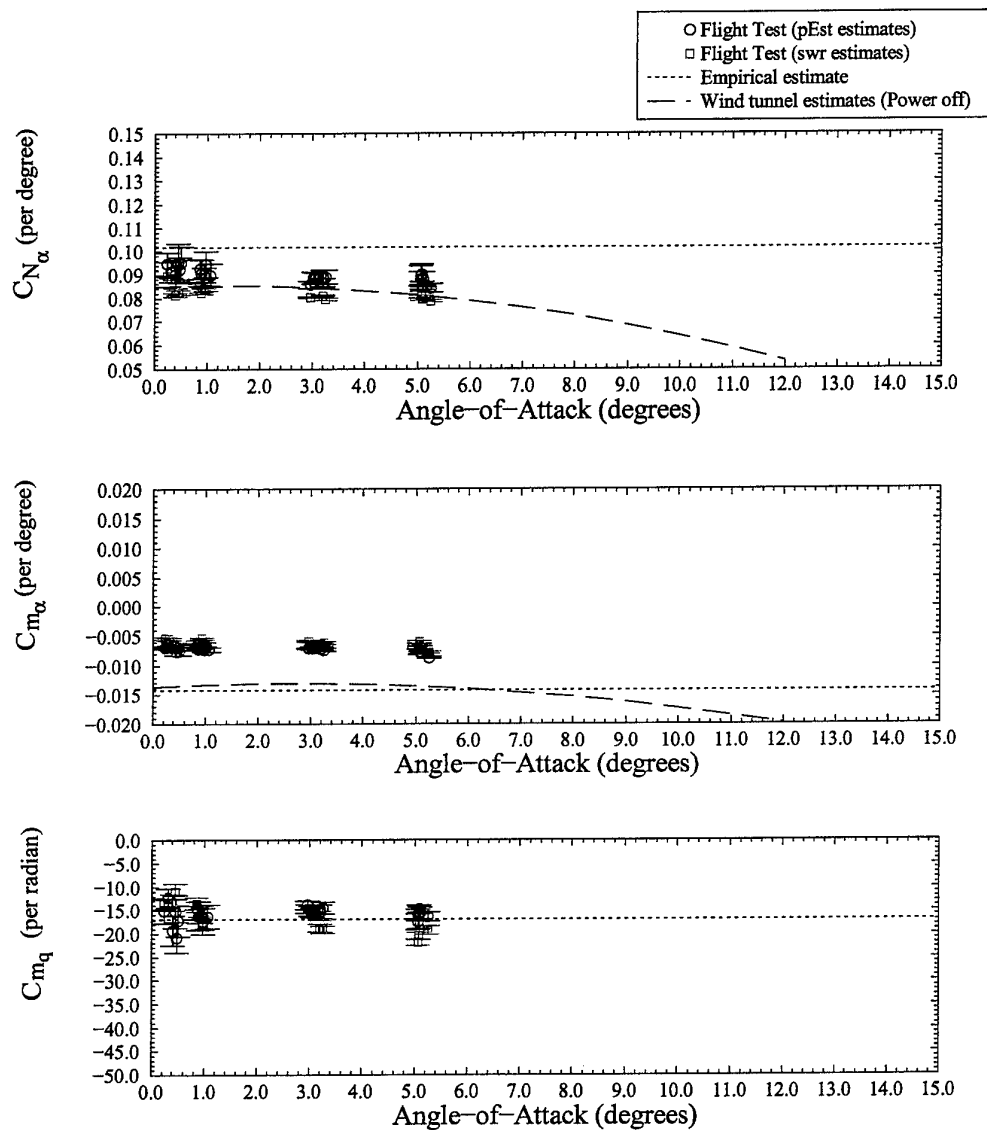 Flight Test (pEst estimates)
Flight Test (swr estimates)
Empirical estimate
Wind tunnel estimates (Power off)
C_Nα (per degree)
0.15
0.14
0.13
0.12
0.11
0.10
0.09
0.08
0.07
0.06
0.05
0.0 1.0 2.0 3.0 4.0 5.0 6.0 7.0 8.0 9.0 10.0 11.0 12.0 13.0 14.0 15.0
Angle-of-Attack (degrees)
C_mα (per degree)
0.020
0.015
0.010
0.005
0.000
-0.005
-0.010
-0.015
-0.020
0.0 1.0 2.0 3.0 4.0 5.0 6.0 7.0 8.0 9.0 10.0 11.0 12.0 13.0 14.0 15.0
Angle-of-Attack (degrees)
C_mq (per radian)
0.0
-5.0
-10.0
-15.0
-20.0
-25.0
-30.0
-35.0
-40.0
-45.0
-50.0
0.0 1.0 2.0 3.0 4.0 5.0 6.0 7.0 8.0 9.0 10.0 11.0 12.0 13.0 14.0 15.0
Angle-of-Attack (degrees)